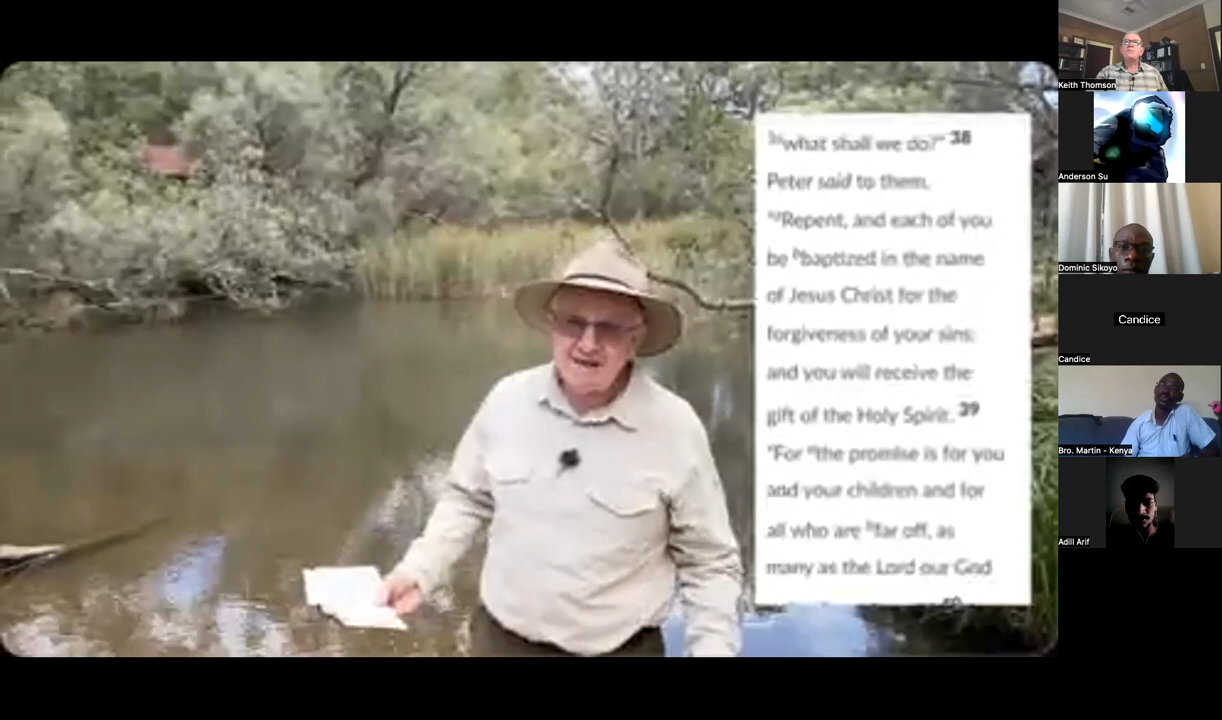 "what shall we do?" 38
Peter said to them,
"Repent, and each of you
be baptized in the name
of Jesus Christ for the
forgiveness of your sins;
and you will receive the
gift of the Holy Spirit. 39
"For the promise is for you
and your children and for
all who are far off, as
many as the Lord our God
Keith Thomson
Anderson Su
Dominic Sikoyo
Candice
Candice
Bro. Martin - Kenya
Adill Arif